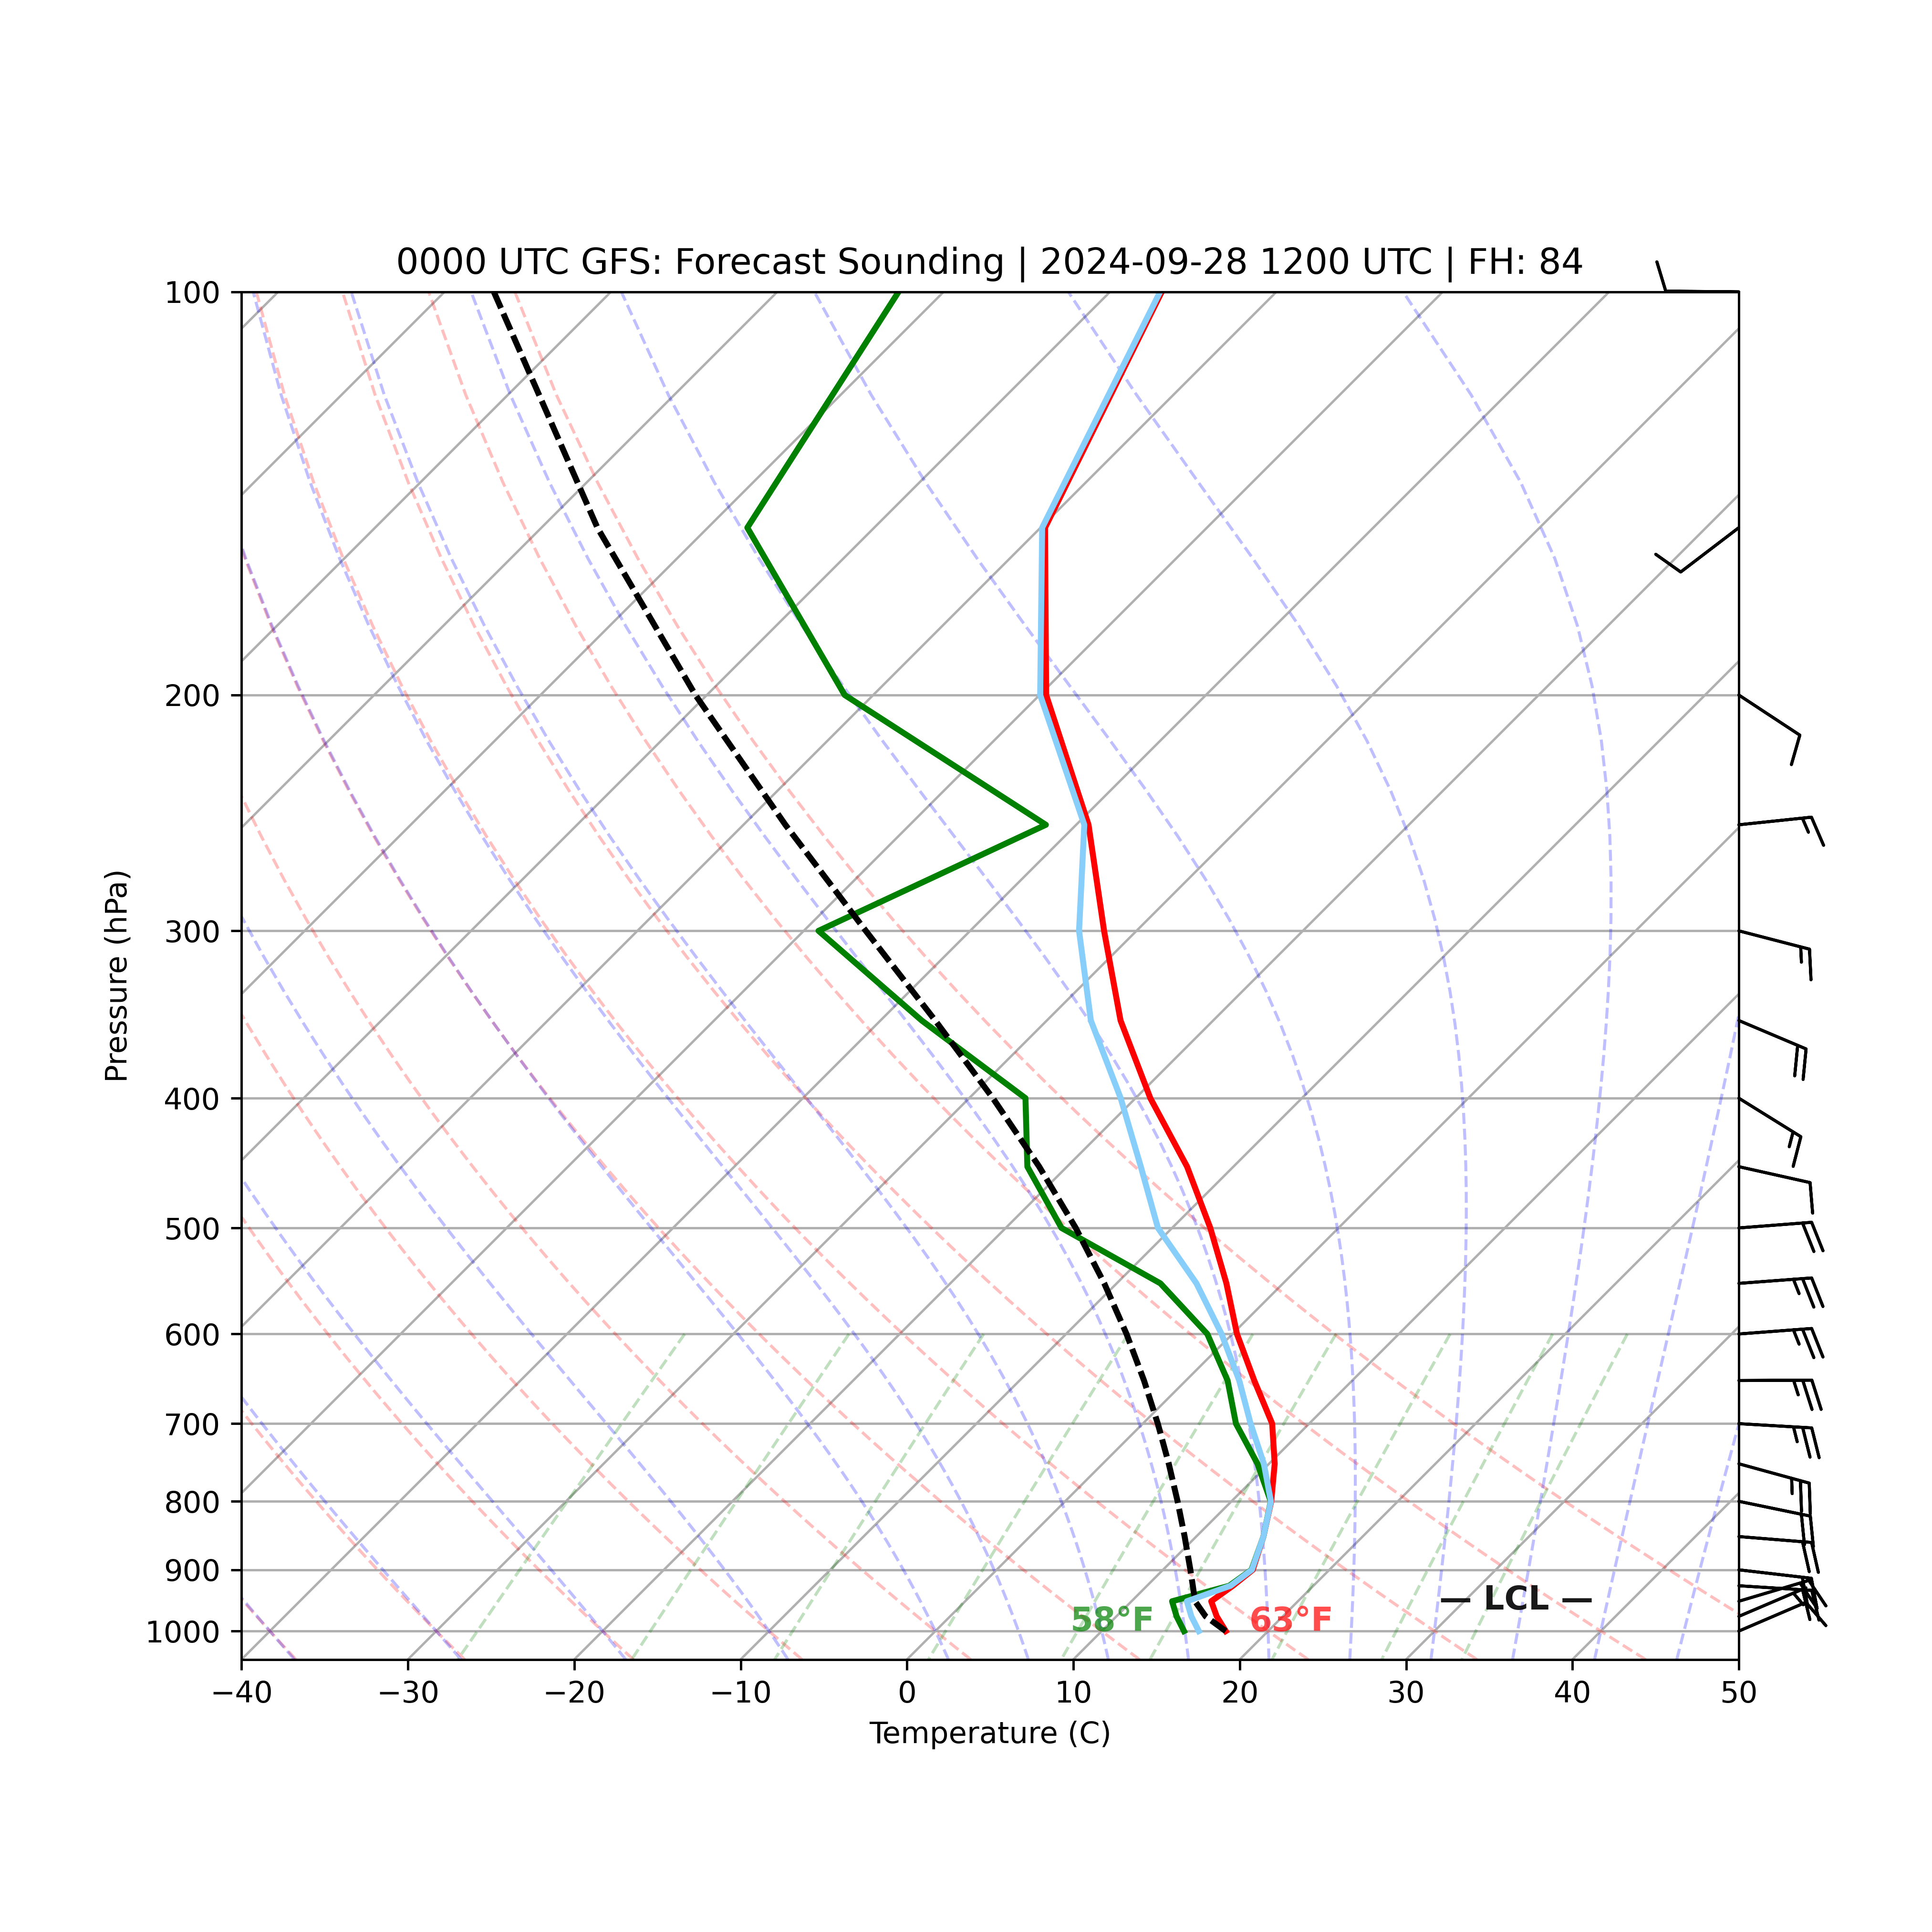 0000 UTC GFS: Forecast Sounding | 2024-09-28 1200 UTC | FH: 84
100
200
300
400
500
600
700
800
900
1000
Pressure (hPa)
58°F
63°F
— LCL —
−40 −30 −20 −10 0 10 20 30 40 50
Temperature (C)